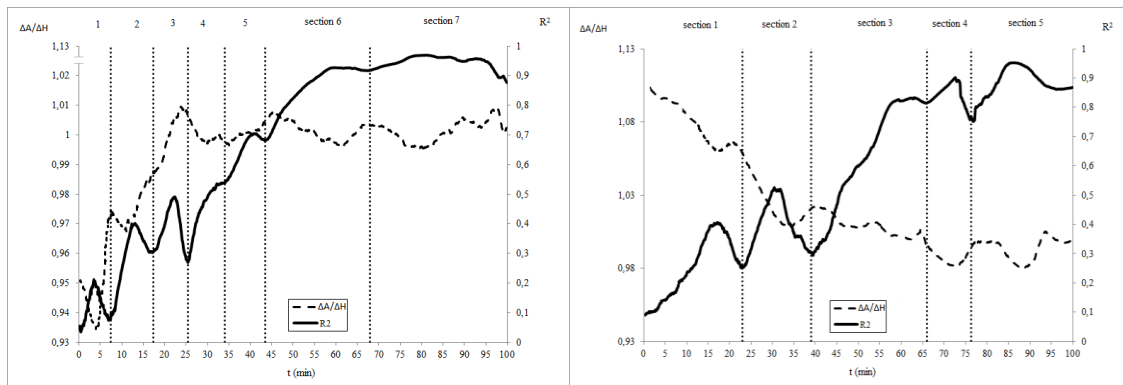 1 2 3 4 5 section 6 section 7
ΔA/ΔH R²
1,13 1
1,02 0,9
1,01 0,8
1 0,7
0,99 0,6
0,98 0,5
0,97 0,4
0,96 0,3
0,95 0,2
0,94 0,1
0,93 0
ΔA/ΔH
R2
0 5 10 15 20 25 30 35 40 45 50 55 60 65 70 75 80 85 90 95 100
t (min)
section 1 section 2 section 3 section 4 section 5
ΔA/ΔH R²
1,13 1
0,9
1,08 0,8
0,7
0,6
1,03 0,5
0,4
0,3
0,98 0,2
0,1
0,93 0
ΔA/ΔH
R2
0 5 10 15 20 25 30 35 40 45 50 55 60 65 70 75 80 85 90 95 100
t (min)